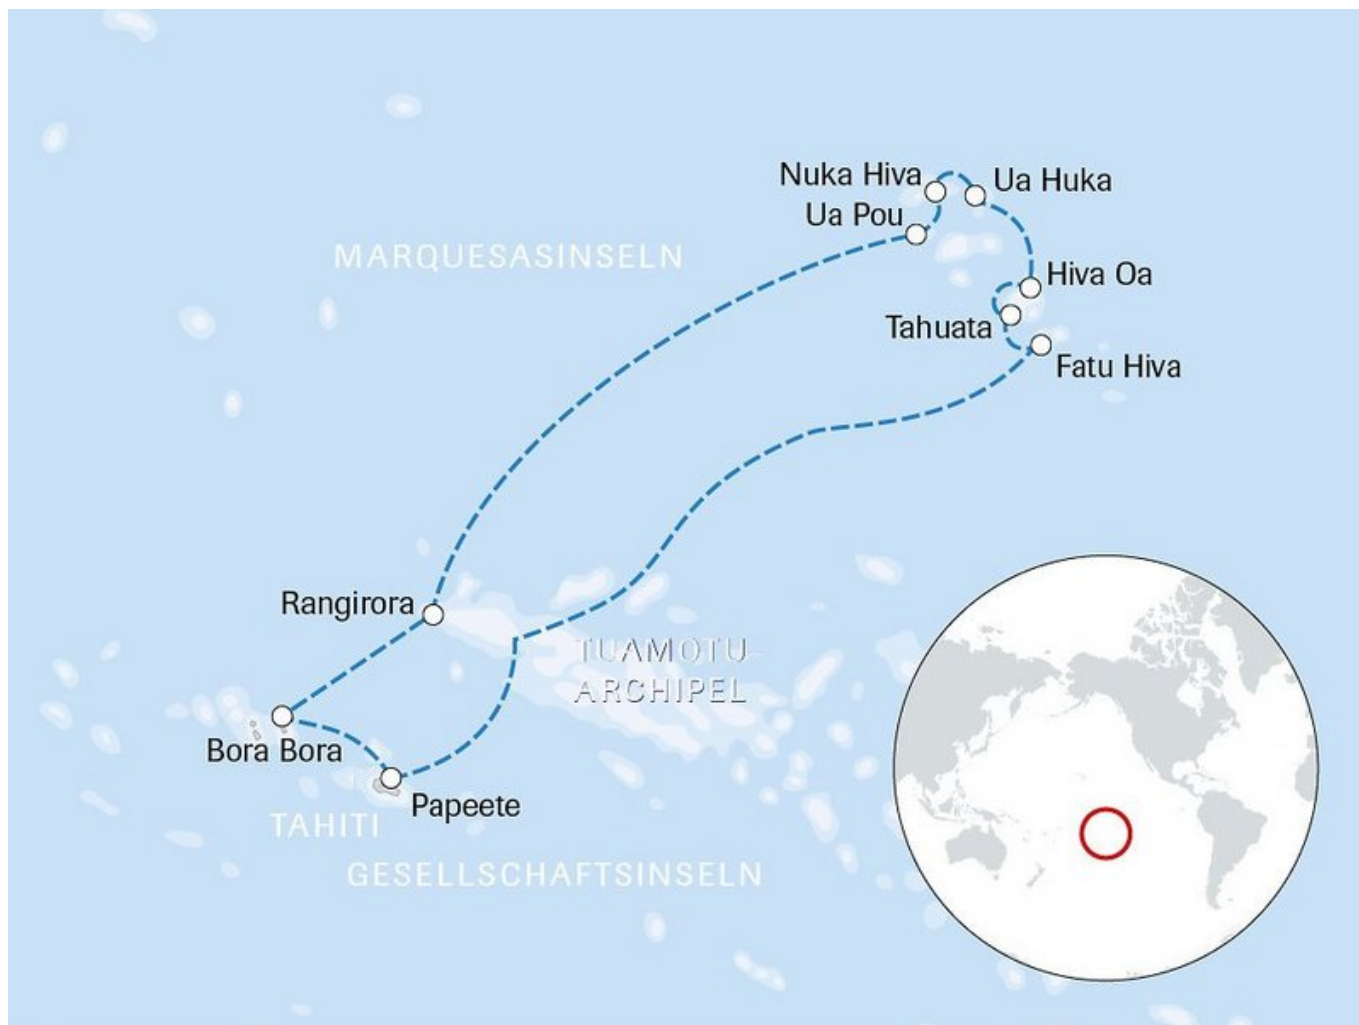 Nuka Hiva
Ua Huka
Ua Pou
MARQUESASINSELN
Hiva Oa
Tahuata
Fatu Hiva
Rangirora
TUAMOTU-
ARCHIPEL
Bora Bora
Papeete
TAHITI
GESELLSCHAFTSINSELN